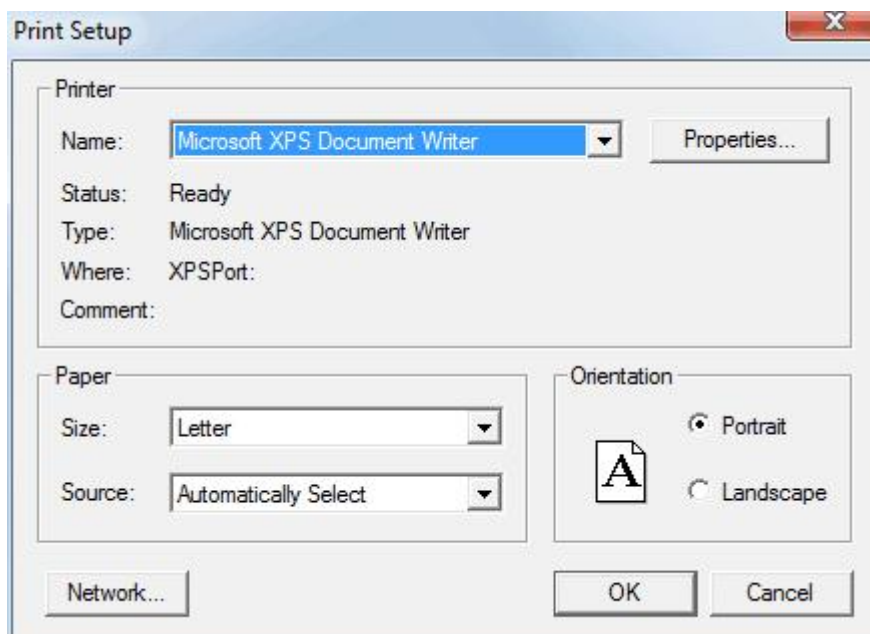 Print Setup
Printer
Name: Microsoft XPS Document Writer Properties...
Status: Ready
Type: Microsoft XPS Document Writer
Where: XPSPort:
Comment:
Paper
Size: Letter
Source: Automatically Select
Orientation
A
Portrait
Landscape
Network... OK Cancel